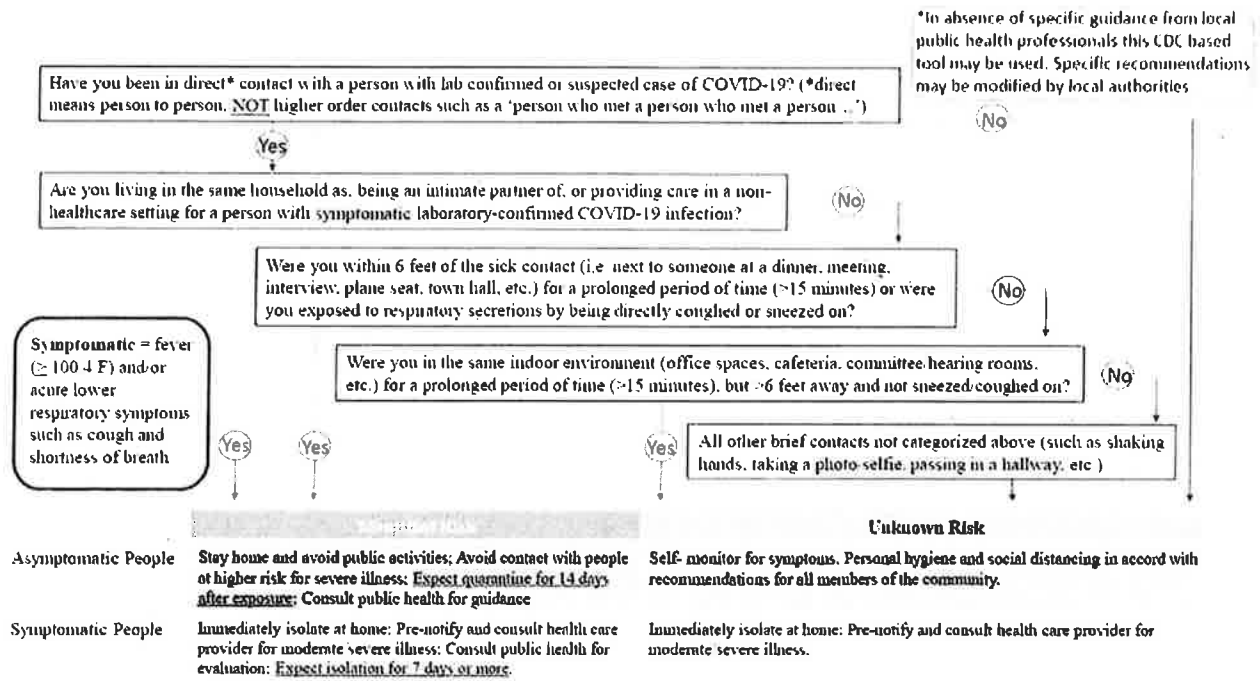 *In absence of specific guidance from local
public health professionals this CDC based
tool may be used. Specific recommendations
may be modified by local authorities
Have you been in direct* contact with a person with lab confirmed or suspected case of COVID-19? (*direct
means person to person, NOT higher order contacts such as a 'person who met a person who met a person ..')
No
Yes
Are you living in the same household as, being an intimate partner of, or providing care in a non-
healthcare setting for a person with symptomatic laboratory-confirmed COVID-19 infection?
No
Were you within 6 feet of the sick contact (i.e next to someone at a dinner, meeting,
interview, plane seat, town hall, etc.) for a prolonged period of time (>15 minutes) or were
you exposed to respiratory secretions by being directly coughed or sneezed on?
No
Symptomatic = fever
(≥ 100 4 F) and/or
acute lower
respiratory symptoms
such as cough and
shortness of breath
Were you in the same indoor environment (office spaces, cafeteria, committee/hearing rooms,
etc.) for a prolonged period of time (>15 minutes), but >6 feet away and not sneezed/coughed on?
No
Yes
Yes
Yes
All other brief contacts not categorized above (such as shaking
hands, taking a photo selfie, passing in a hallway, etc )
Unknown Risk
Asymptomatic People
Stay home and avoid public activities; Avoid contact with people
at higher risk for severe illness: Expect quarantine for 14 days
after exposure; Consult public health for guidance
Self- monitor for symptoms. Personal hygiene and social distancing in accord with
recommendations for all members of the community.
Symptomatic People
Immediately isolate at home: Pre-notify and consult health care
provider for moderate severe illness: Consult public health for
evaluation: Expect isolation for 7 days or more.
Immediately isolate at home: Pre-notify and consult health care provider for
moderate severe illness.